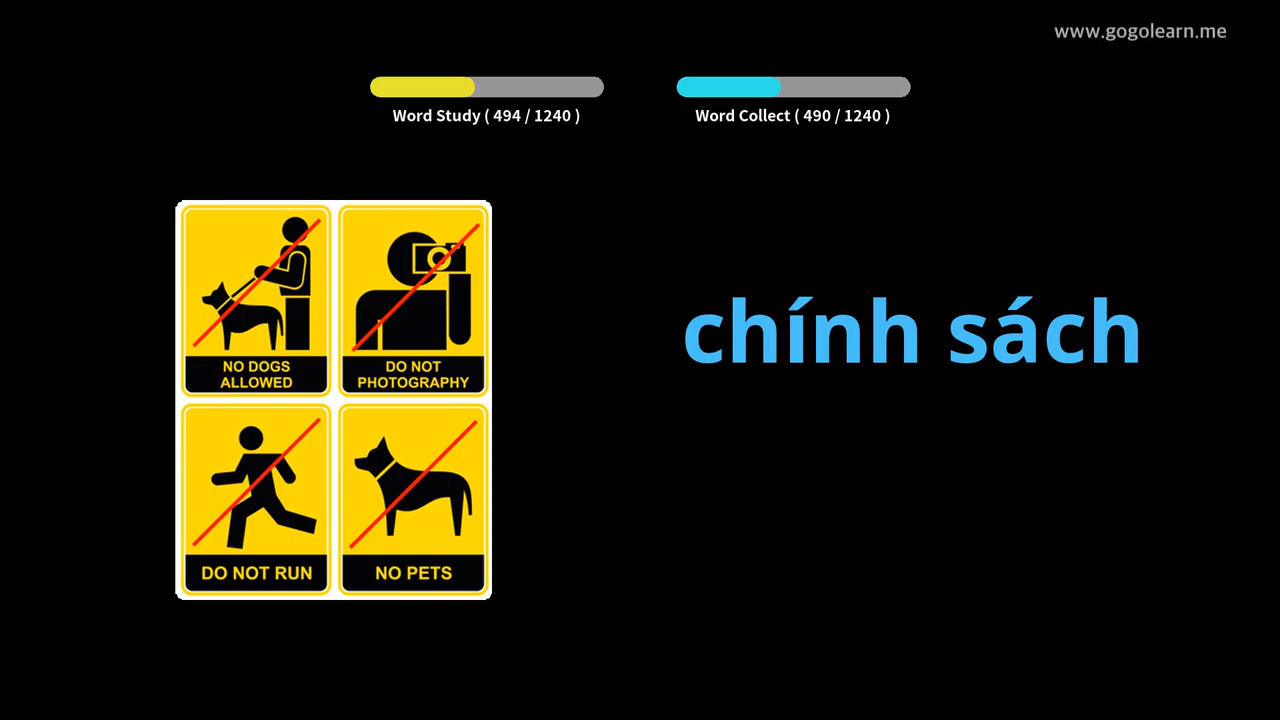 www.gogolearn.me
Word Study ( 494 / 1240 )
Word Collect ( 490 / 1240 )
NO DOGS
ALLOWED
DO NOT
PHOTOGRAPHY
chính sách
DO NOT RUN
NO PETS